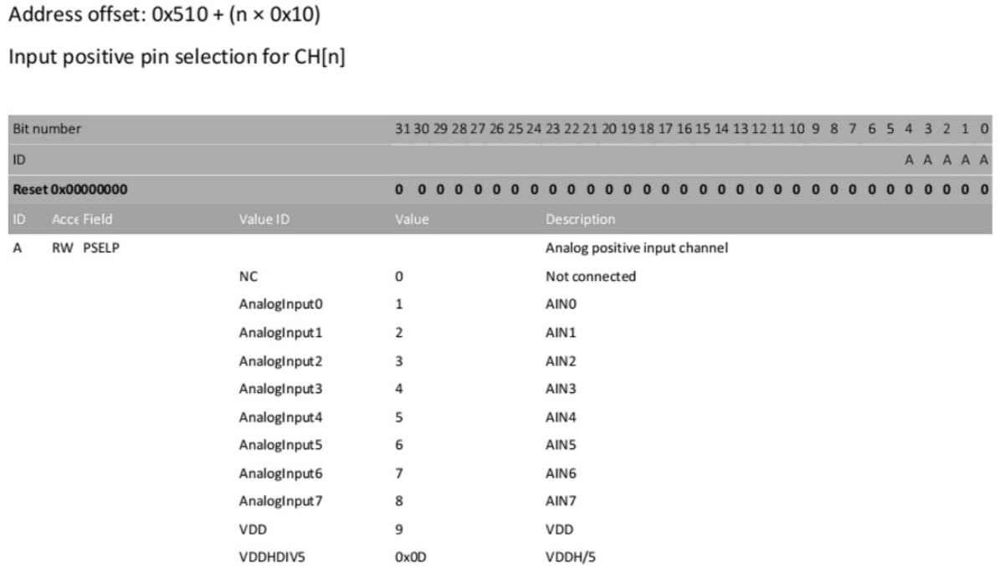 Address offset: 0x510 + (n × 0x10)
Input positive pin selection for CH[n]
Bit number 31 30 29 28 27 26 25 24 23 22 21 20 19 18 17 16 15 14 13 12 11 10 9 8 7 6 5 4 3 2 1 0
ID A A A A A
Reset 0x00000000 0 0 0 0 0 0 0 0 0 0 0 0 0 0 0 0 0 0 0 0 0 0 0 0 0 0 0 0 0 0 0 0
ID Acce Field Value ID Value Description
A RW PSELP Analog positive input channel
NC 0 Not connected
AnalogInput0 1 AIN0
AnalogInput1 2 AIN1
AnalogInput2 3 AIN2
AnalogInput3 4 AIN3
AnalogInput4 5 AIN4
AnalogInput5 6 AIN5
AnalogInput6 7 AIN6
AnalogInput7 8 AIN7
VDD 9 VDD
VDDHDIV5 0x0D VDDH/5